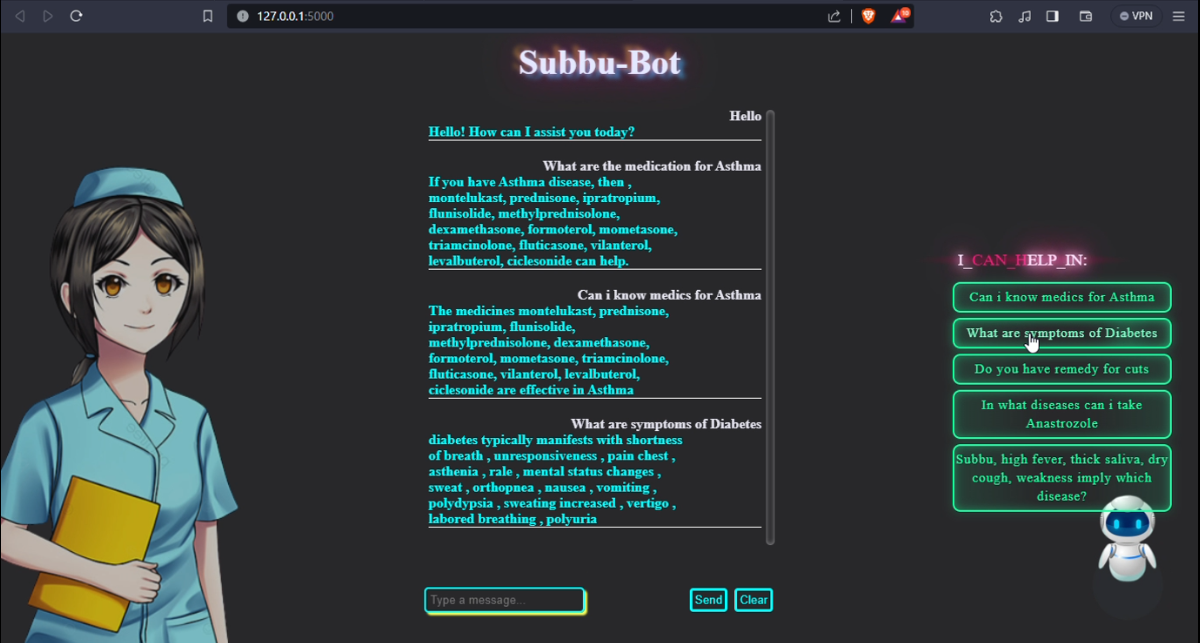 127.0.0.1:5000
10
VPN
Subbu-Bot
Hello
Hello! How can I assist you today?
What are the medication for Asthma
If you have Asthma disease, then ,
montelukast, prednisone, ipratropium,
flunisolide, methylprednisolone,
dexamethasone, formoterol, mometasone,
triamcinolone, fluticasone, vilanterol,
levalbuterol, ciclesonide can help.
Can i know medics for Asthma
The medicines montelukast, prednisone,
ipratropium, flunisolide,
methylprednisolone, dexamethasone,
formoterol, mometasone, triamcinolone,
fluticasone, vilanterol, levalbuterol,
ciclesonide are effective in Asthma
What are symptoms of Diabetes
diabetes typically manifests with shortness
of breath , unresponsiveness , pain chest ,
asthenia , rale , mental status changes ,
sweat , orthopnea , nausea , vomiting ,
polydypsia , sweating increased , vertigo ,
labored breathing , polyuria
Type a message...
Send
Clear
I_CAN_HELP_IN:
Can i know medics for Asthma
What are symptoms of Diabetes
Do you have remedy for cuts
In what diseases can i take
Anastrozole
Subbu, high fever, thick saliva, dry
cough, weakness imply which
disease?